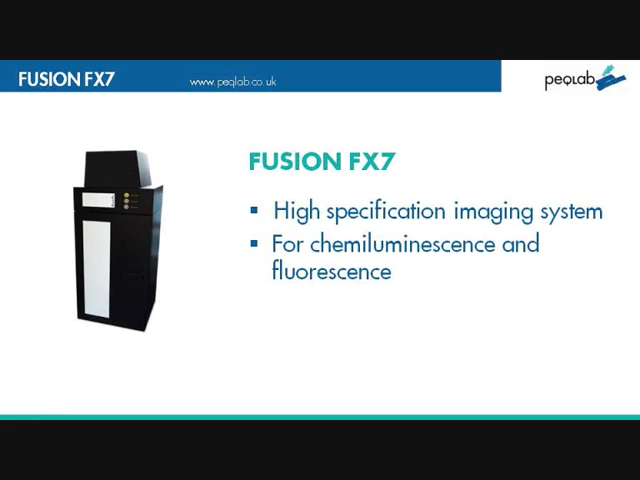 FUSION FX7
www.peqlab.co.uk
peqlab
FUSION FX7
▪ High specification imaging system
▪ For chemiluminescence and
fluorescence